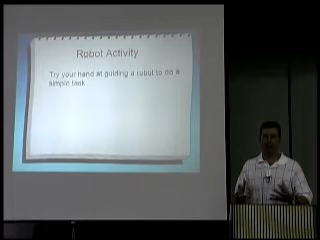 Robot Activity
Try your hand at guiding a robot to do a
simple task